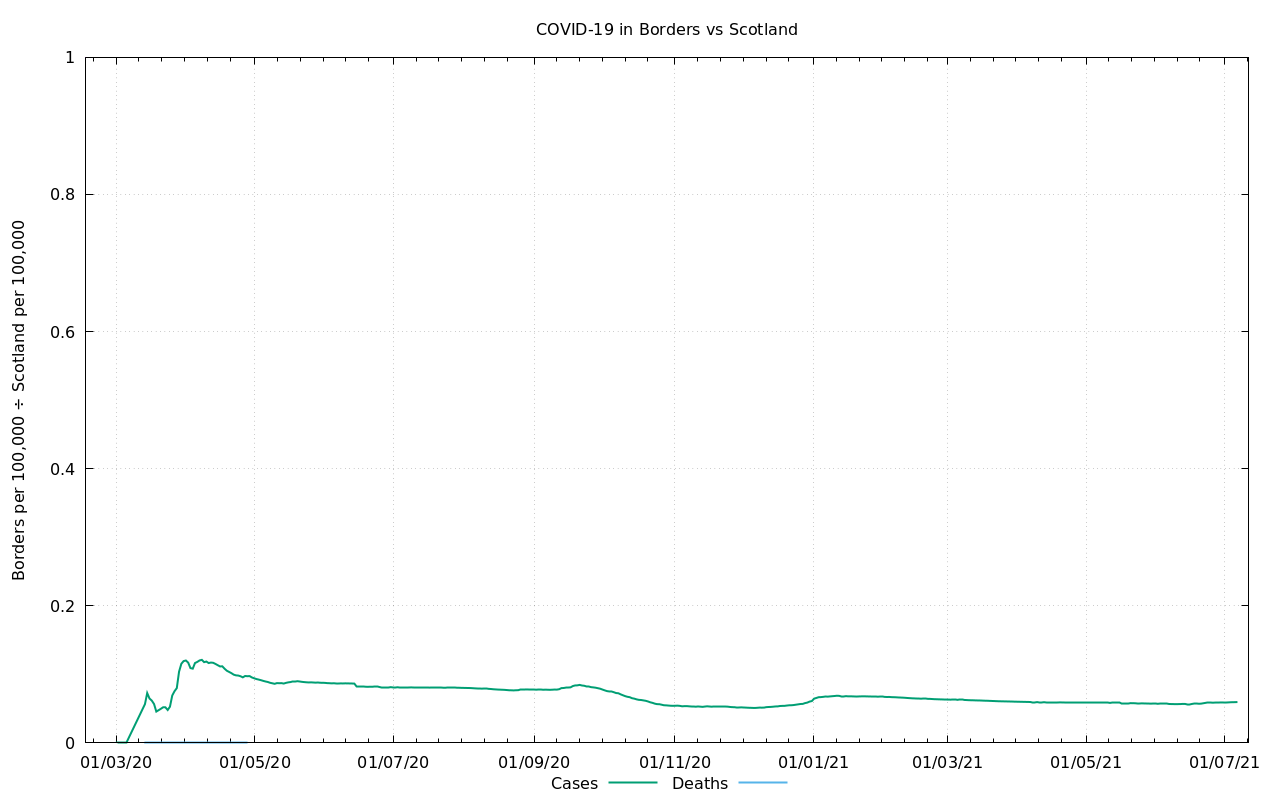 COVID-19 in Borders vs Scotland
Borders per 100,000 ÷ Scotland per 100,000
1
0.8
0.6
0.4
0.2
0
01/03/20 01/05/20 01/07/20 01/09/20 01/11/20 01/01/21 01/03/21 01/05/21 01/07/21
Cases Deaths